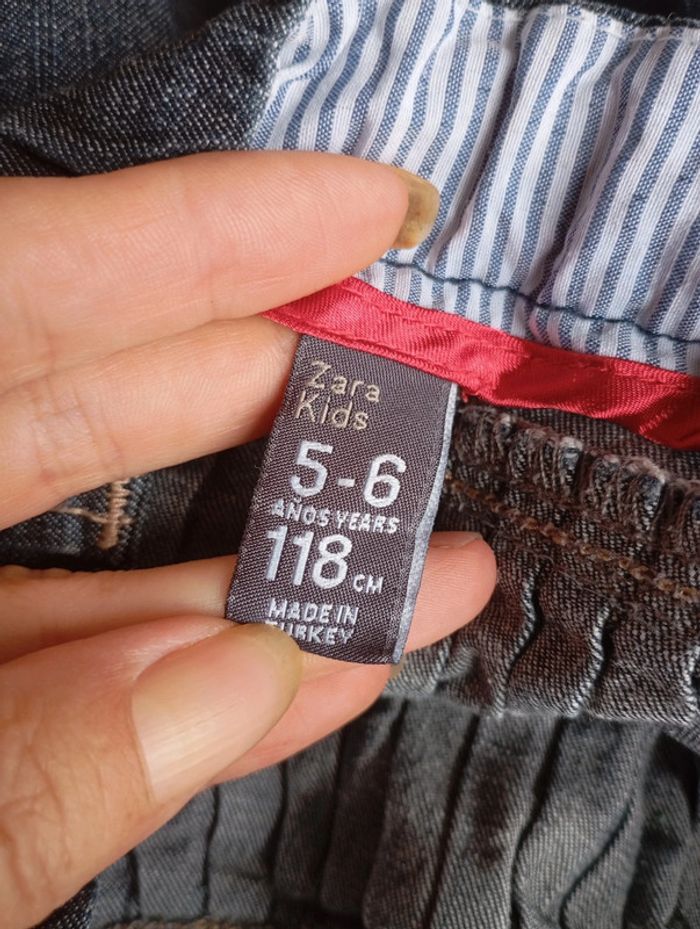 Zara
Kids
5-6
AÑOS YEARS
118 CM
MADE IN
TURKEY